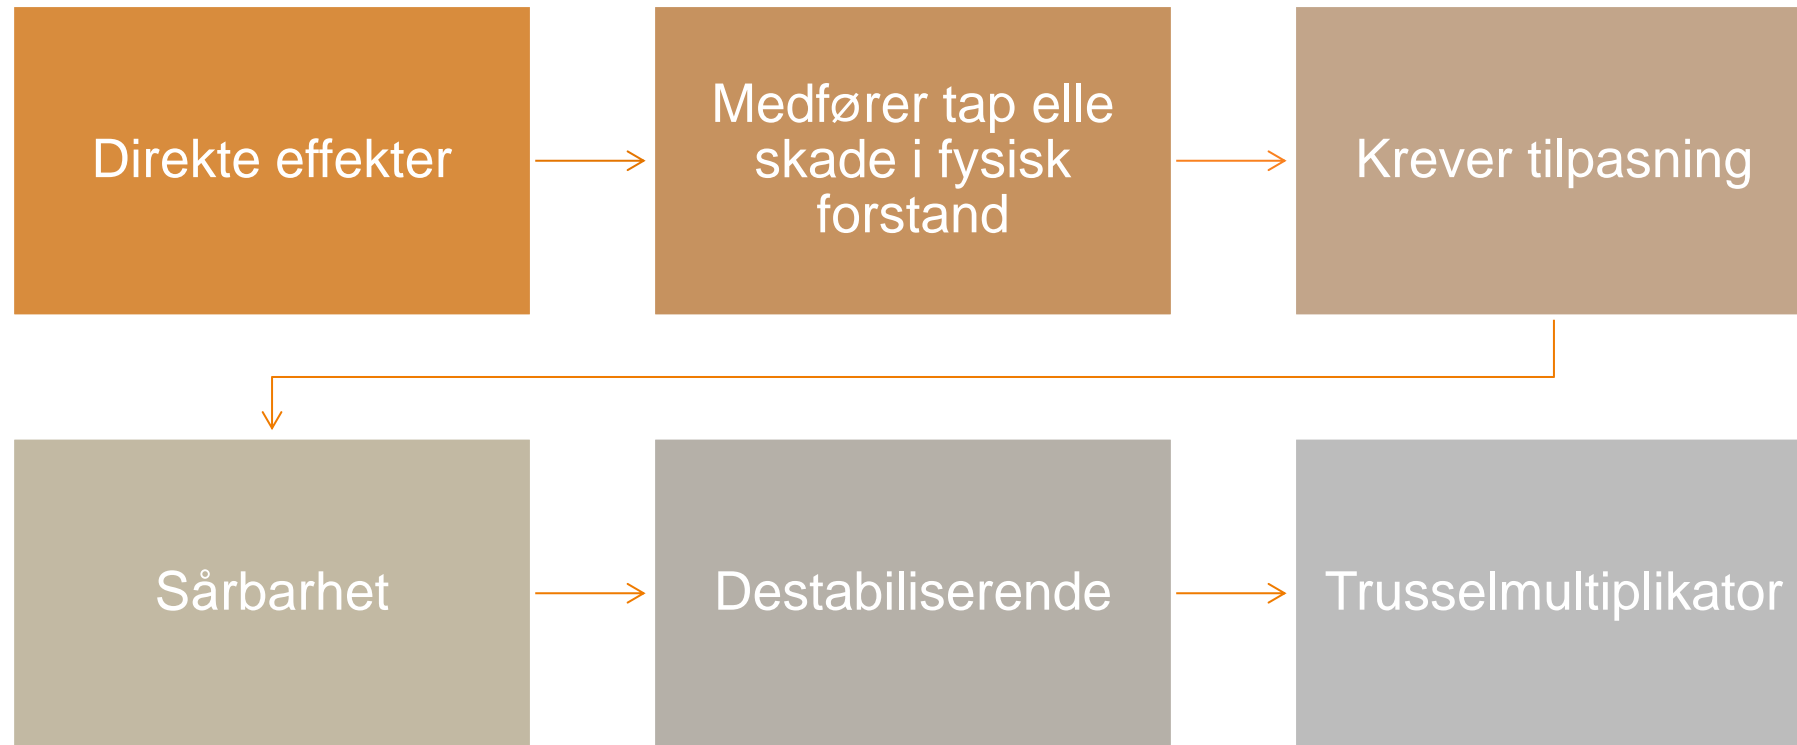 Direkte effekter
Medfører tap elle
skade i fysisk
forstand
Krever tilpasning
Sårbarhet
Destabiliserende
Trusselmultiplikator